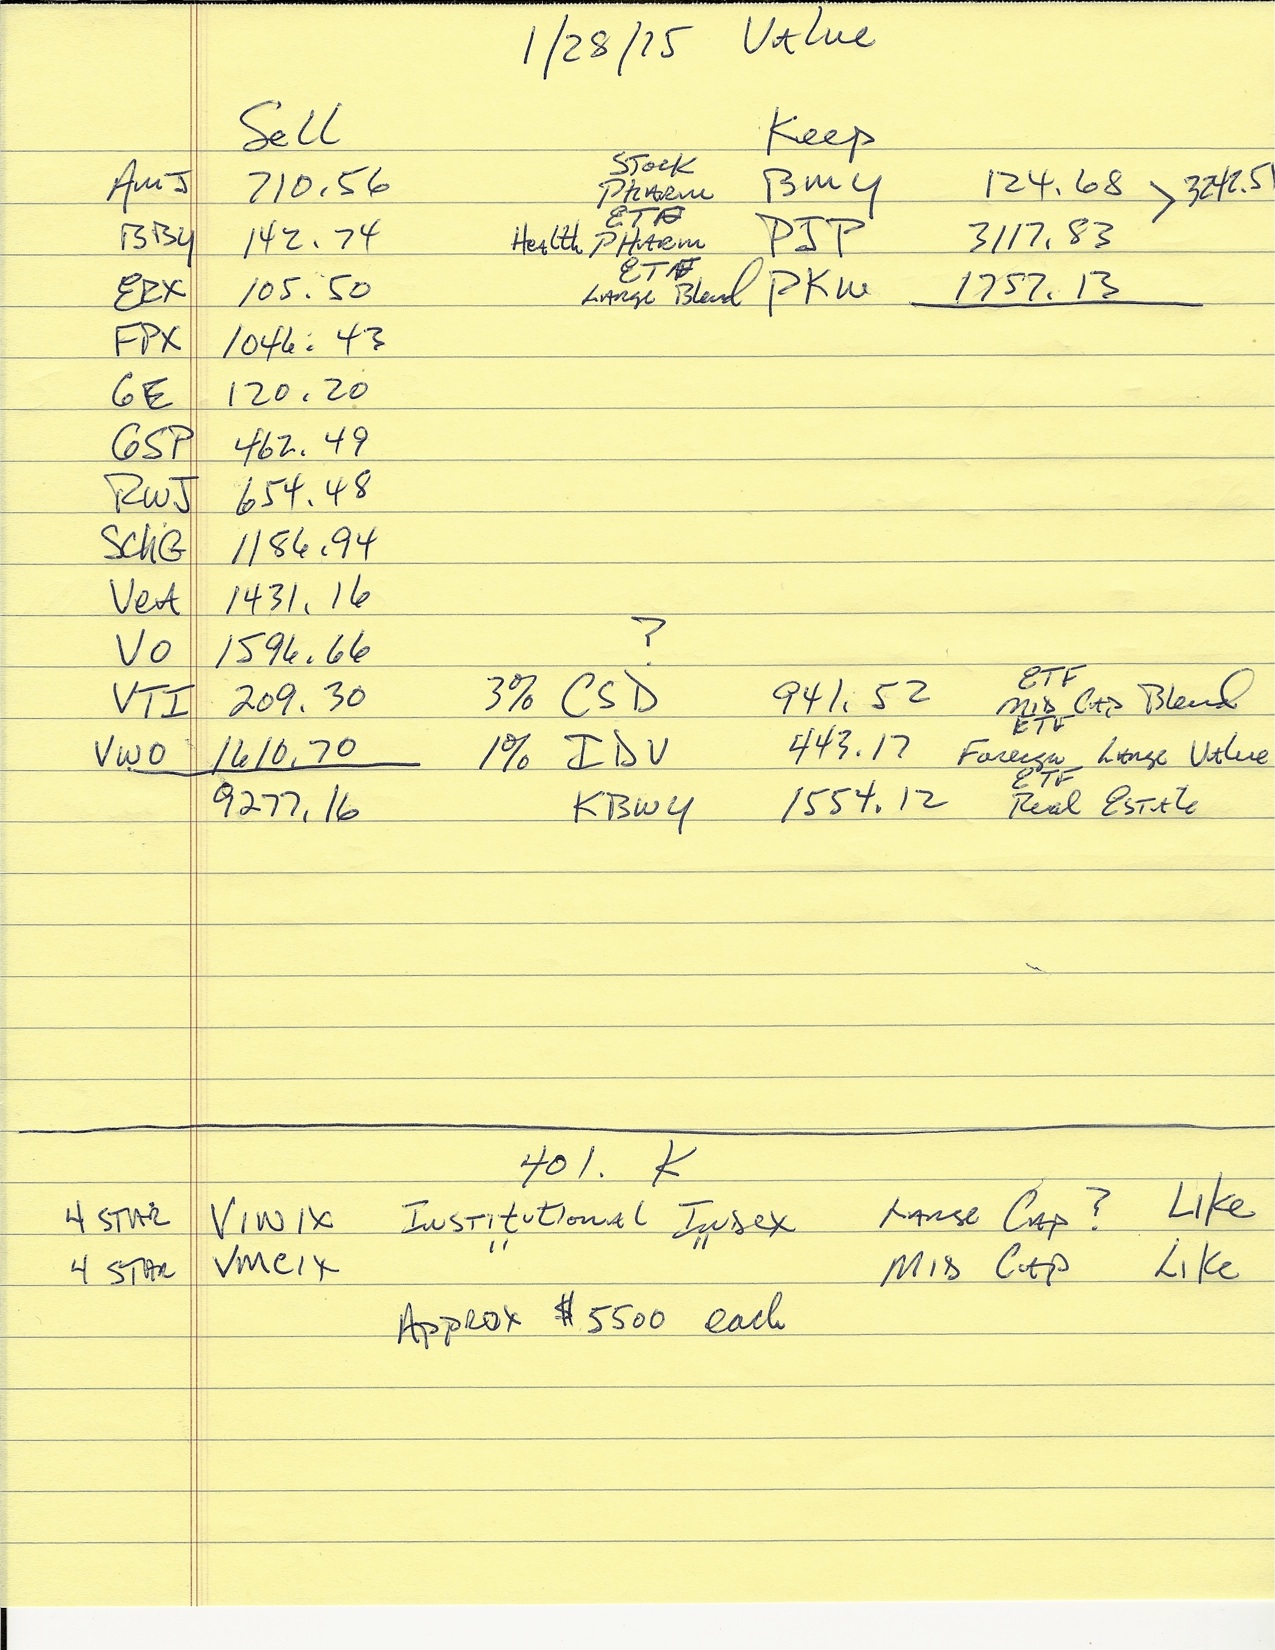 1/28/15 Value
Sell Keep
AMJ 710.56 Stock Pharm BMY 124.68 > 3242.51
BBY 142.74 ETF Health Pharm PJP 3117.83
ERX 105.50 ETF Large Blend PKW 1757.13
FPX 1046.43
GE 120.20
GSP 462.49
RWJ 654.48
SCHG 1186.94
VEA 1431.16
VO 1596.66 ?
VTI 209.30 3% CSD 941.52 ETF Mid Cap Blend
VWO 1610.70 1% IDV 443.17 ETF Foreign Large Value
9277.16 KBWY 1554.12 ETF Real Estate
401.K
4 Star VINIX Institutional Index Large Cap? Like
4 Star VMCIX " " Mid Cap Like
Approx $5500 each